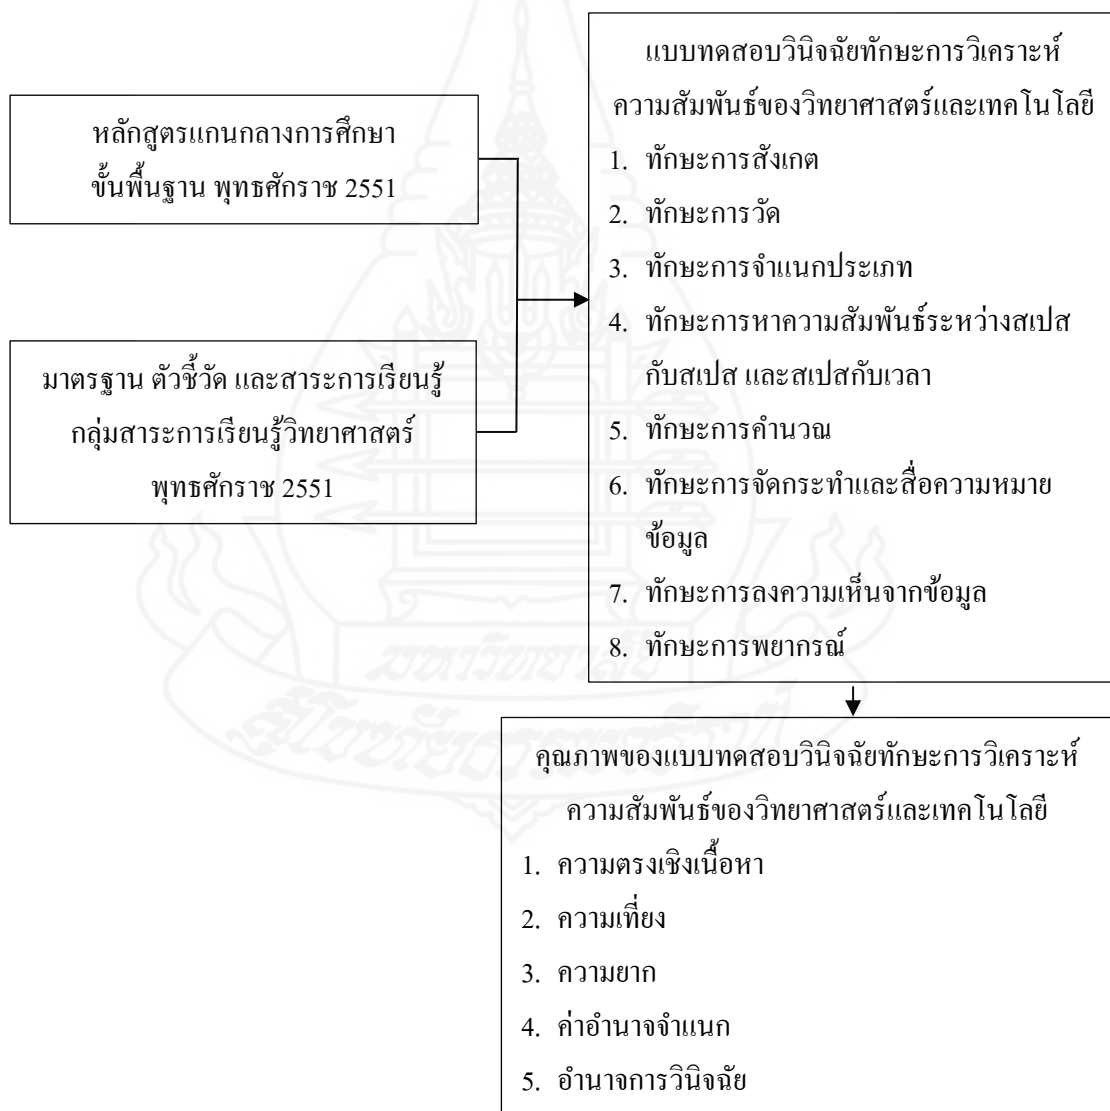 หลักสูตรแกนกลางการศึกษา
ขั้นพื้นฐาน พุทธศักราช 2551
มาตรฐาน ตัวชี้วัด และสาระการเรียนรู้
กลุ่มสาระการเรียนรู้วิทยาศาสตร์
พุทธศักราช 2551
แบบทดสอบวินิจฉัยทักษะการวิเคราะห์
ความสัมพันธ์ของวิทยาศาสตร์และเทคโนโลยี
1. ทักษะการสังเกต
2. ทักษะการวัด
3. ทักษะการจำแนกประเภท
4. ทักษะการหาความสัมพันธ์ระหว่างสเปส
กับสเปส และสเปสกับเวลา
5. ทักษะการคำนวณ
6. ทักษะการจัดกระทำและสื่อความหมาย
ข้อมูล
7. ทักษะการลงความเห็นจากข้อมูล
8. ทักษะการพยากรณ์
มหาวิทยาลัย
สุโขทัยธรรมาธิราช
คุณภาพของแบบทดสอบวินิจฉัยทักษะการวิเคราะห์
ความสัมพันธ์ของวิทยาศาสตร์และเทคโนโลยี
1. ความตรงเชิงเนื้อหา
2. ความเที่ยง
3. ความยาก
4. ค่าอำนาจจำแนก
5. อำนาจการวินิจฉัย